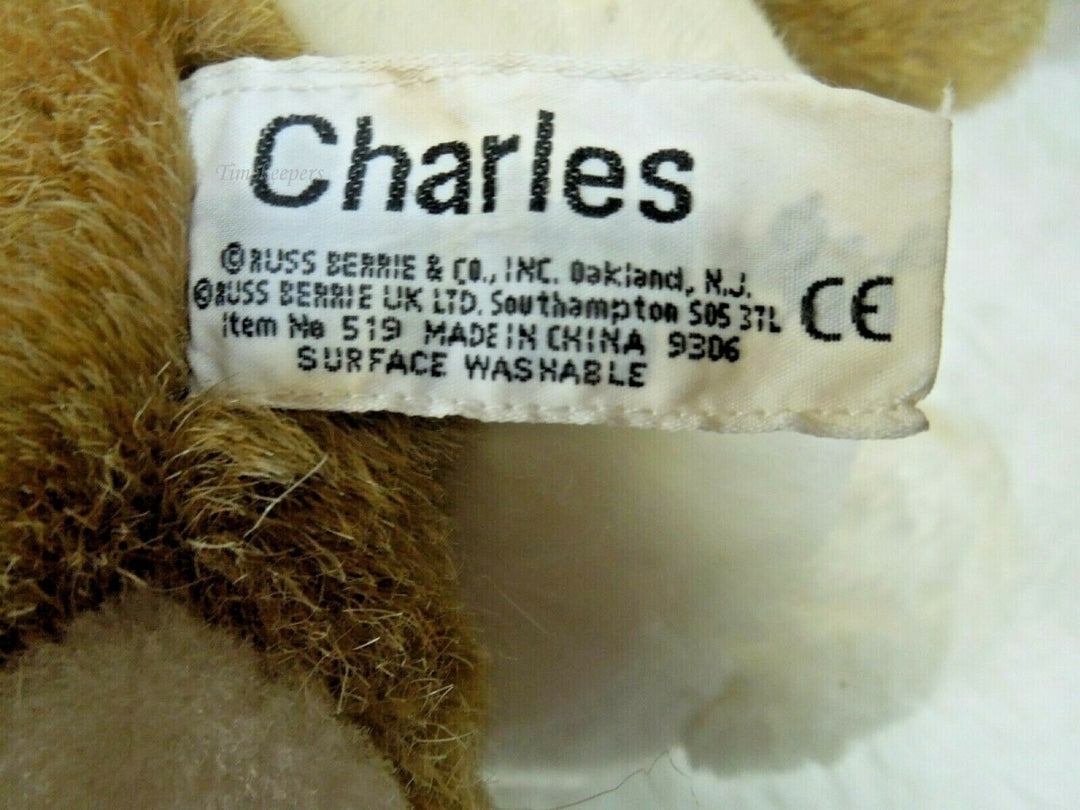 Charles
TimeKeepers
©RUSS BERRIE & CO., INC. Oakland, N.J.
©RUSS BERRIE UK LTD. Southampton SO5 3TL
CE
Item No 519 MADE IN CHINA 9306
SURFACE WASHABLE